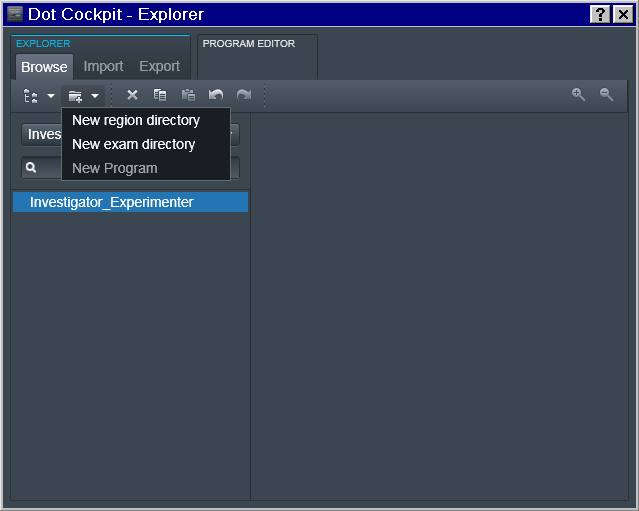 Dot Cockpit - Explorer
EXPLORER
PROGRAM EDITOR
Browse
Import
Export
New region directory
New exam directory
New Program
Inves
Investigator_Experimenter